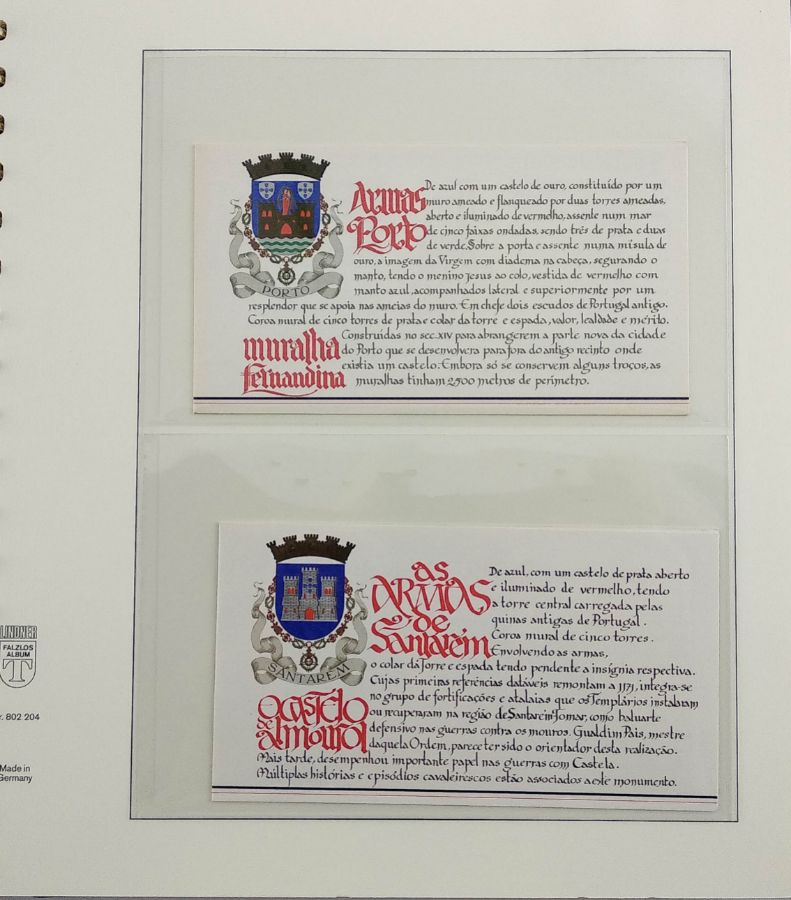 Armas
Porto
De azul com um castelo de ouro, constituído por um
muro ameado e flanqueado por duas torres ameadas,
aberto e iluminado de vermelho, assente num mar
de cinco faixas ondadas, sendo três de prata e duas
de verde. Sobre a porta e assente numa mísula de
ouro, a imagem da Virgem com diadema na cabeça, segurando o
manto, tendo o menino Jesus ao colo, vestida de vermelho com
manto azul, acompanhados lateral e superiormente por um
resplendor que se apoia nas ameias do muro. Em chefe dois escudos de Portugal antigo.
Coroa mural de cinco torres de prata e colar da torre e espada, valor, lealdade e mérito.
PORTO
muralha
fernandina
Construídas no sec. XIV para abrangerem a parte nova da cidade
do Porto que se desenvolvera para fora do antigo recinto onde
existia um castelo. Embora só se conservem alguns troços, as
muralhas tinham 2500 metros de perímetro.
as
ARMAS
de
Santarém
De azul, com um castelo de prata aberto
e iluminado de vermelho, tendo
a torre central carregada pelas
quinas antigas de Portugal.
Coroa mural de cinco torres.
Envolvendo as armas,
o colar da Torre e espada tendo pendente a insígnia respectiva.
SANTARÉM
O CASTELO
de
almourol
Cujas primeiras referências datáveis remontam a 1171, integra-se
no grupo de fortificações e atalaias que os Templários instalaram
ou recuperaram na região de Santarém-Tomar, como baluarte
defensivo nas guerras contra os mouros. Gualdim Pais, mestre
daquela Ordem, parece ter sido o orientador desta realização.
Mais tarde, desempenhou importante papel nas guerras com Castela.
Múltiplas histórias e episódios cavaleirescos estão associados a este monumento.
LINDNER
FALZLOS
ALBUM
T
r. 802 204
Made in
Germany